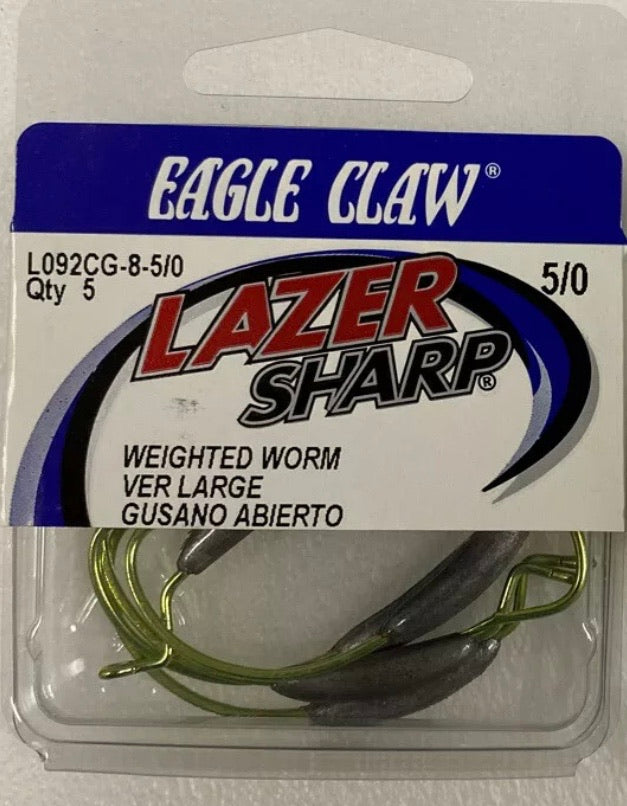 EAGLE CLAW®
L092CG-8-5/0
Qty 5
5/0
LAZER
SHARP®
WEIGHTED WORM
VER LARGE
GUSANO ABIERTO